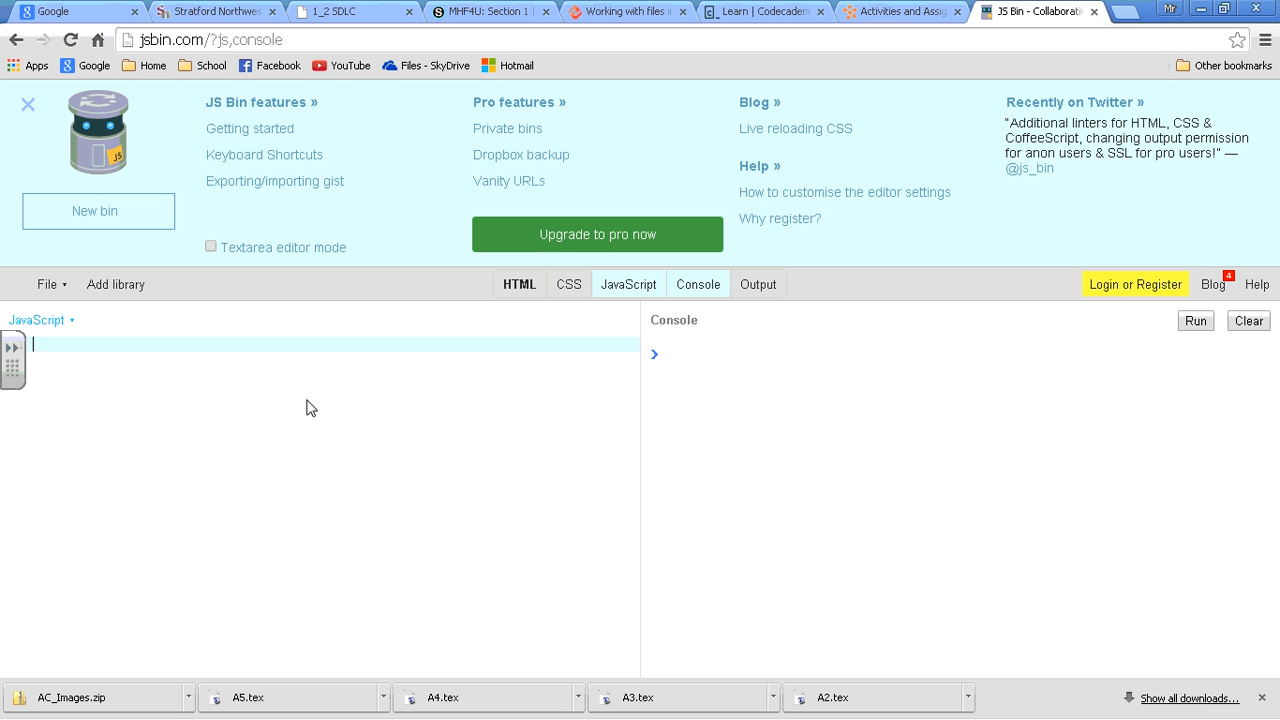 Google
Stratford Northwes
1_2 SDLC
MHF4U: Section 1 |
Working with files i
Learn | Codecadem
Activities and Assig
JS Bin - Collaborati
Mr
jsbin.com/?js,console
Apps
Google
Home
School
Facebook
YouTube
Files - SkyDrive
Hotmail
Other bookmarks
JS Bin features »
Getting started
Keyboard Shortcuts
Exporting/importing gist
Textarea editor mode
Pro features »
Private bins
Dropbox backup
Vanity URLs
Upgrade to pro now
Blog »
Live reloading CSS
Help »
How to customise the editor settings
Why register?
Recently on Twitter »
"Additional linters for HTML, CSS &
CoffeeScript, changing output permission
for anon users & SSL for pro users!" —
@js_bin
JS
New bin
File
Add library
HTML
CSS
JavaScript
Console
Output
Login or Register
Blog
4
Help
JavaScript
Console
Run
Clear
AC_Images.zip
A5.tex
A4.tex
A3.tex
A2.tex
Show all downloads...